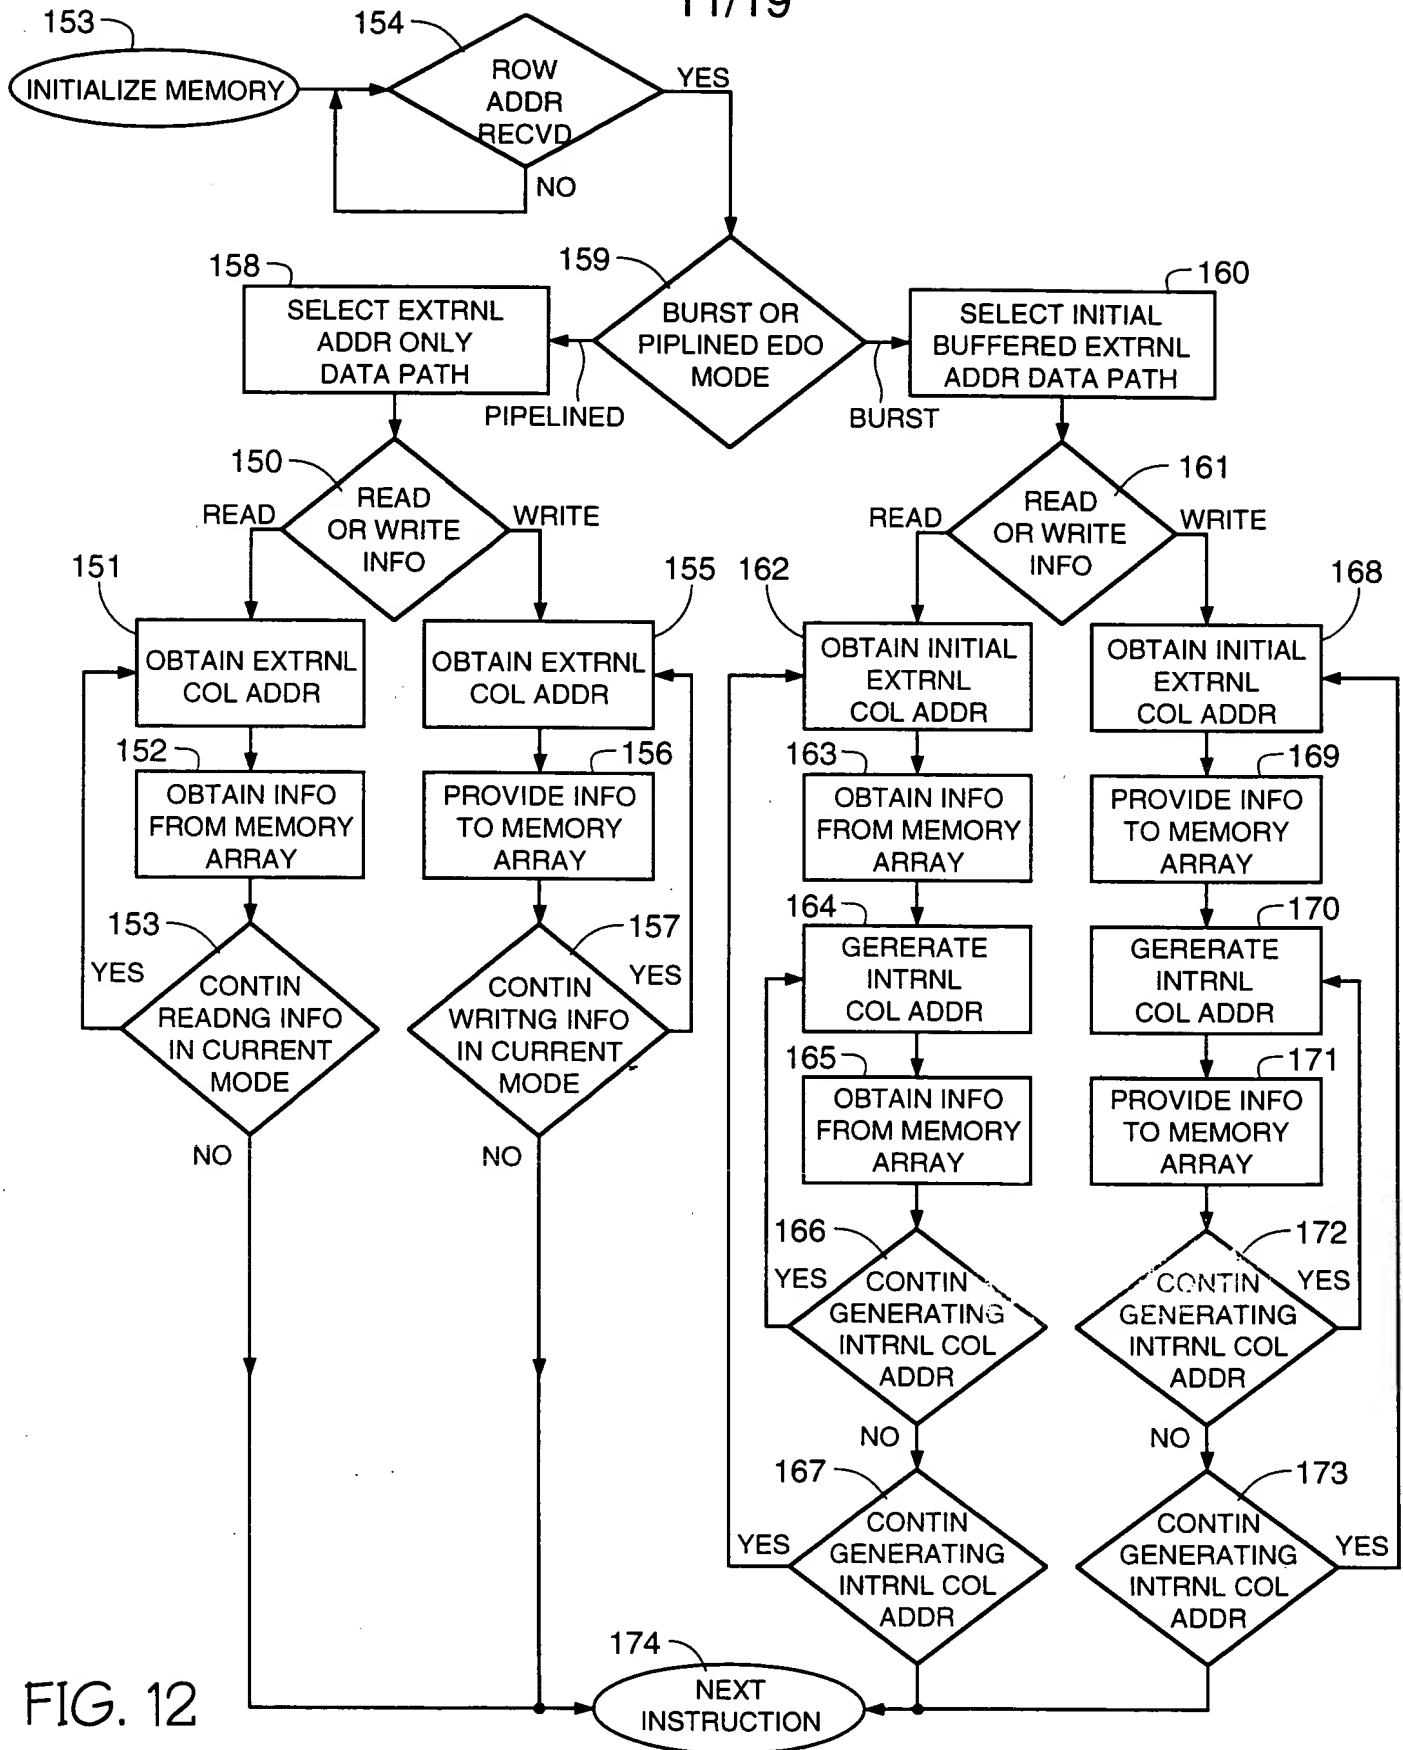 11/19
153
154
INITIALIZE MEMORY
ROW
ADDR
RECVD
YES
NO
158
159
160
SELECT EXTRNL
ADDR ONLY
DATA PATH
BURST OR
PIPLINED EDO
MODE
SELECT INITIAL
BUFFERED EXTRNL
ADDR DATA PATH
PIPELINED
BURST
150
READ
OR WRITE
INFO
READ
WRITE
161
READ
OR WRITE
INFO
READ
WRITE
151
155
162
168
OBTAIN EXTRNL
COL ADDR
OBTAIN EXTRNL
COL ADDR
OBTAIN INITIAL
EXTRNL
COL ADDR
OBTAIN INITIAL
EXTRNL
COL ADDR
152
156
163
169
OBTAIN INFO
FROM MEMORY
ARRAY
PROVIDE INFO
TO MEMORY
ARRAY
OBTAIN INFO
FROM MEMORY
ARRAY
PROVIDE INFO
TO MEMORY
ARRAY
153
157
164
170
YES
CONTIN
READNG INFO
IN CURRENT
MODE
YES
CONTIN
WRITNG INFO
IN CURRENT
MODE
GERERATE
INTRNL
COL ADDR
GERERATE
INTRNL
COL ADDR
165
171
OBTAIN INFO
FROM MEMORY
ARRAY
PROVIDE INFO
TO MEMORY
ARRAY
NO
NO
166
172
YES
CONTIN
GENERATING
INTRNL COL
ADDR
CONTIN
GENERATING
INTRNL COL
ADDR
YES
NO
NO
167
173
YES
CONTIN
GENERATING
INTRNL COL
ADDR
CONTIN
GENERATING
INTRNL COL
ADDR
YES
174
NEXT
INSTRUCTION
FIG. 12